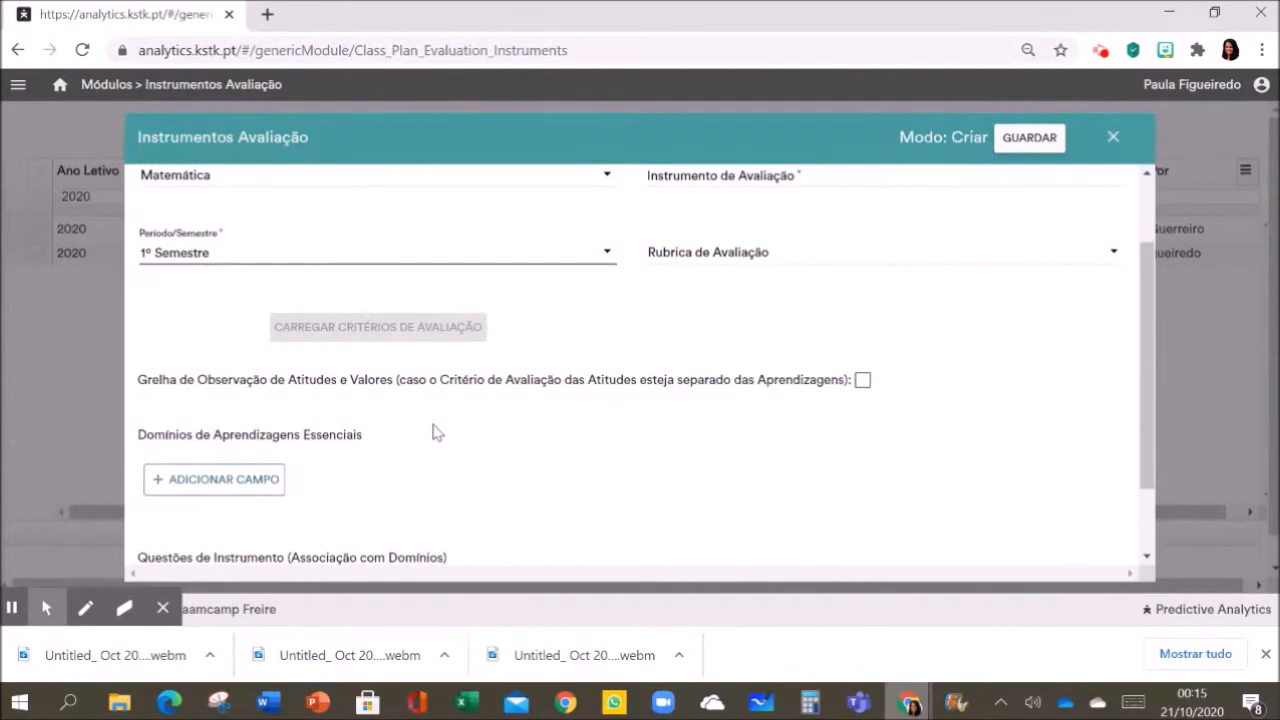 https://analytics.kstk.pt/#/gener
analytics.kstk.pt/#/genericModule/Class_Plan_Evaluation_Instruments
Módulos > Instrumentos Avaliação
Paula Figueiredo
Instrumentos Avaliação
Modo: Criar
GUARDAR
Ano Letivo
or
2020
2020
2020
Guerreiro
gueiredo
Matemática
Instrumento de Avaliação *
Período/Semestre *
1º Semestre
Rubrica de Avaliação
CARREGAR CRITÉRIOS DE AVALIAÇÃO
Grelha de Observação de Atitudes e Valores (caso o Critério de Avaliação das Atitudes esteja separado das Aprendizagens):
Domínios de Aprendizagens Essenciais
+ ADICIONAR CAMPO
Questões de Instrumento (Associação com Domínios)
aamcamp Freire
Predictive Analytics
Untitled_ Oct 20....webm
Untitled_ Oct 20....webm
Untitled_ Oct 20....webm
Mostrar tudo
00:15
21/10/2020
8